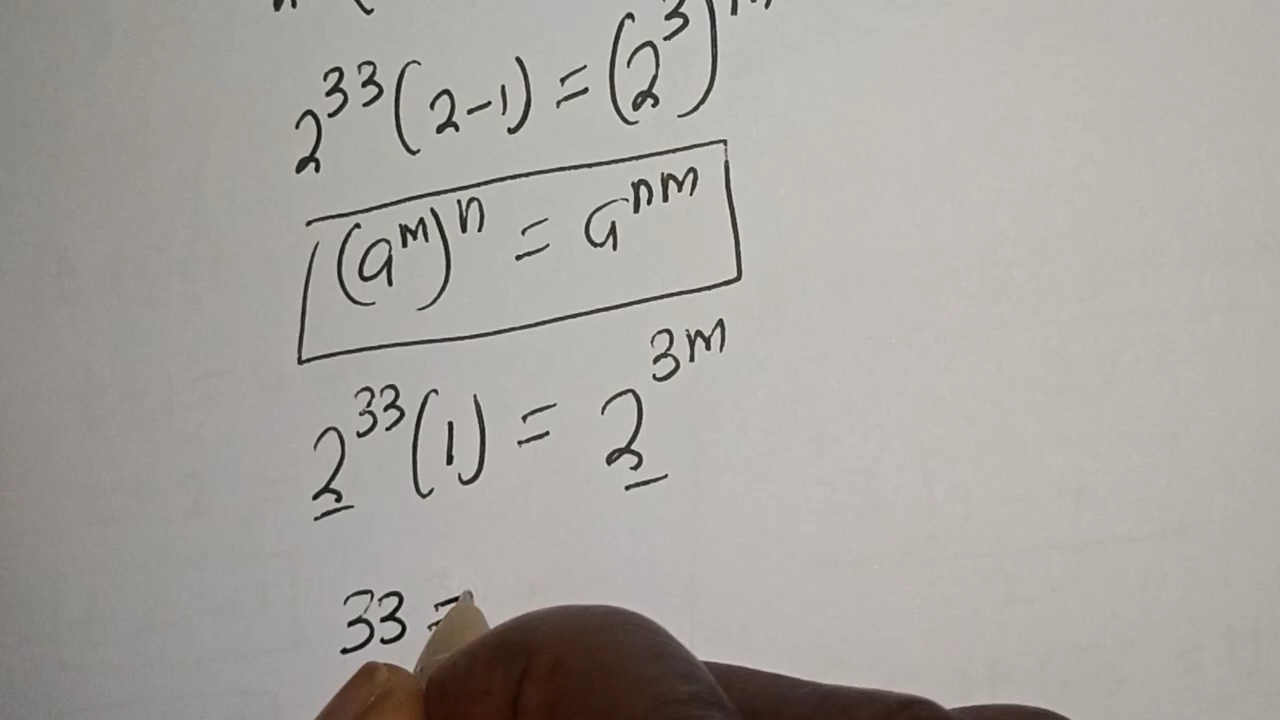 2^33 (2-1) = (2^3)^m
(a^m)^n = a^nm
2^33 (1) = 2^3m
33 =